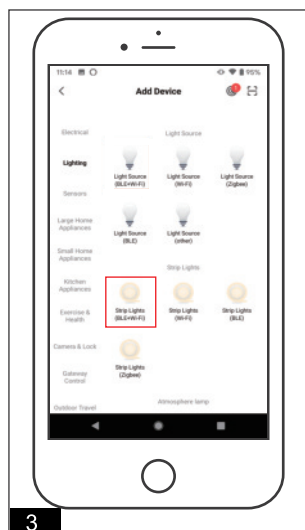 11:14 95%
Add Device
Electrical
Light Source
Lighting
Light Source
(BLE+Wi-Fi)
Light Source
(Wi-Fi)
Light Source
(Zigbee)
Sensors
Large Home
Appliances
Light Source
(BLE)
Light Source
(other)
Small Home
Appliances
Strip Lights
Kitchen
Appliances
Strip Lights
(BLE+Wi-Fi)
Strip Lights
(Wi-Fi)
Strip Lights
(BLE)
Exercise &
Health
Camera & Lock
Strip Lights
(Zigbee)
Gateway
Control
Outdoor Travel
Atmosphere lamp
3